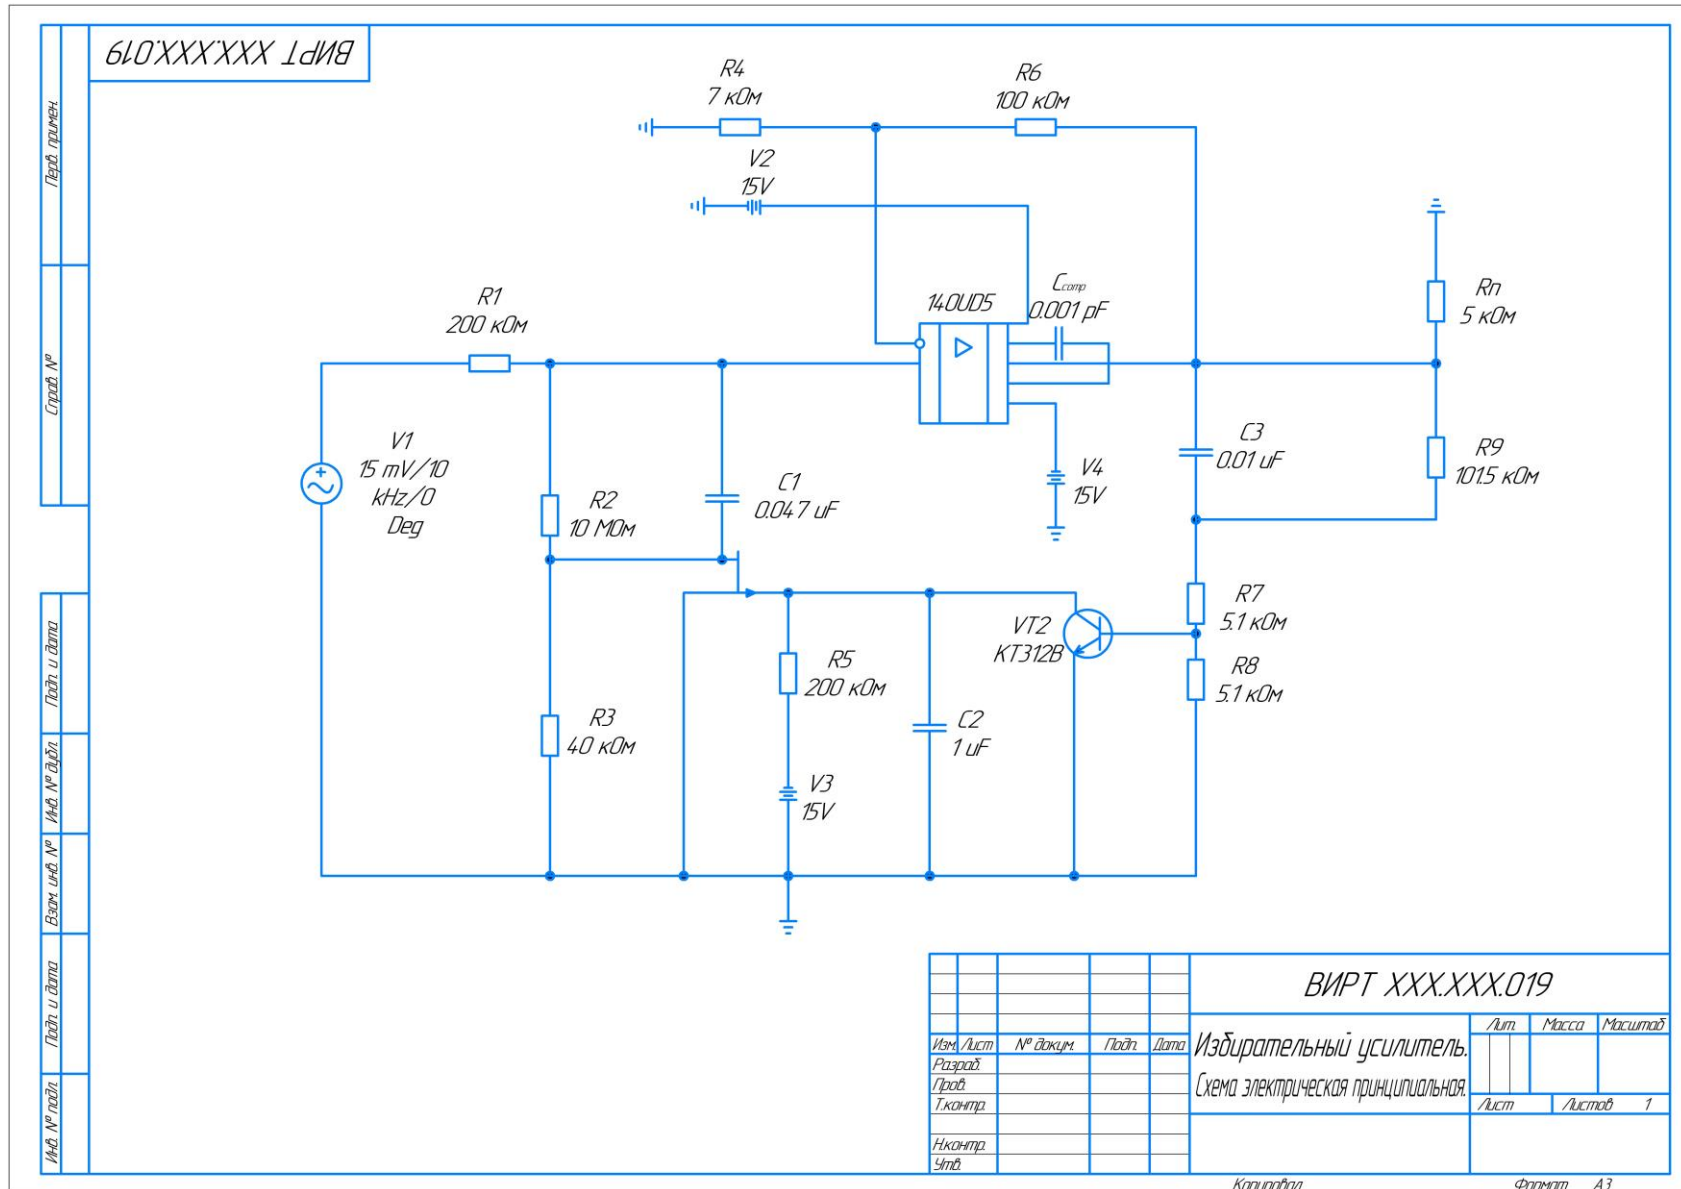 ВИРТ XXX.XXX.019
Перв. примен.
Справ. №
Подп. и дата
Инв. № дубл.
Взам. инв. №
Подп. и дата
Инв. № подл.
R4
7 кОм
R6
100 кОм
V2
15V
R1
200 кОм
140UD5
Ccomp
0.001 pF
Rn
5 кОм
V1
15 mV/10
kHz/0
Deg
R2
10 МОм
C1
0.047 uF
V4
15V
C3
0.01 uF
R9
101.5 кОм
VT2
KT312B
R7
5.1 кОм
R8
5.1 кОм
R5
200 кОм
R3
40 кОм
C2
1 uF
V3
15V
ВИРТ XXX.XXX.019
Изм. Лист № докум. Подп. Дата
Разраб.
Пров.
Т.контр.
Н.контр.
Утв.
Избирательный усилитель.
Схема электрическая принципиальная.
Лит. Масса Масштаб
Лист Листов 1
Копировал Формат A3